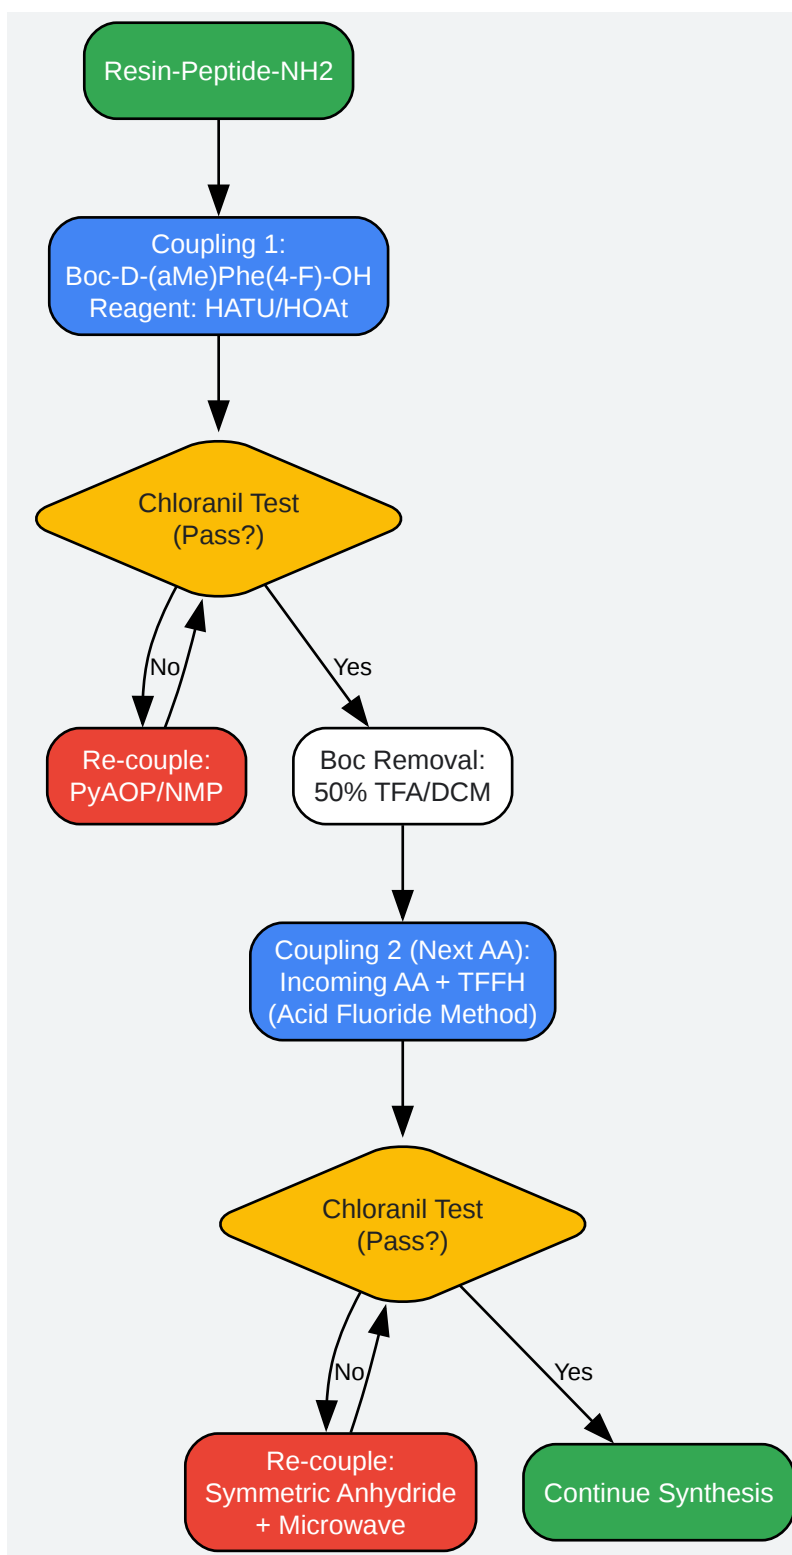 Resin-Peptide-NH2
Coupling 1:
Boc-D-(aMe)Phe(4-F)-OH
Reagent: HATU/HOAt
Chloranil Test
(Pass?)
No
Yes
Re-couple:
PyAOP/NMP
Boc Removal:
50% TFA/DCM
Coupling 2 (Next AA):
Incoming AA + TFFH
(Acid Fluoride Method)
Chloranil Test
(Pass?)
No
Yes
Re-couple:
Symmetric Anhydride
+ Microwave
Continue Synthesis